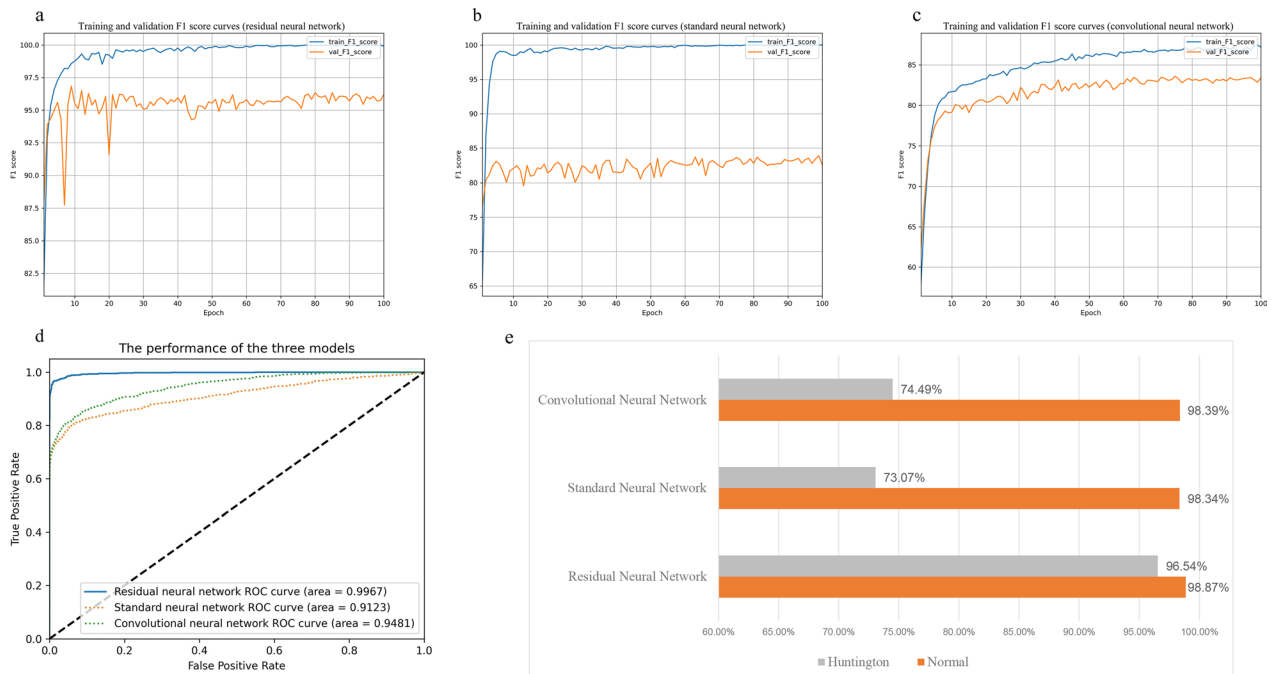 a
Training and validation F1 score curves (residual neural network)
100.0
97.5
95.0
92.5
90.0
87.5
85.0
82.5
F1 score
10 20 30 40 50 60 70 80 90 100
Epoch
train_F1_score
val_F1_score
b
Training and validation F1 score curves (standard neural network)
100
95
90
85
80
75
70
65
F1 score
10 20 30 40 50 60 70 80 90 100
Epoch
train_F1_score
val_F1_score
c
Training and validation F1 score curves (convolutional neural network)
85
80
75
70
65
60
F1 score
10 20 30 40 50 60 70 80 90 100
Epoch
train_F1_score
val_F1_score
d
The performance of the three models
1.0
0.8
0.6
0.4
0.2
0.0
True Positive Rate
Residual neural network ROC curve (area = 0.9967)
Standard neural network ROC curve (area = 0.9123)
Convolutional neural network ROC curve (area = 0.9481)
0.0 0.2 0.4 0.6 0.8 1.0
False Positive Rate
e
Convolutional Neural Network
74.49%
98.39%
Standard Neural Network
73.07%
98.34%
Residual Neural Network
96.54%
98.87%
60.00% 65.00% 70.00% 75.00% 80.00% 85.00% 90.00% 95.00% 100.00%
Huntington Normal